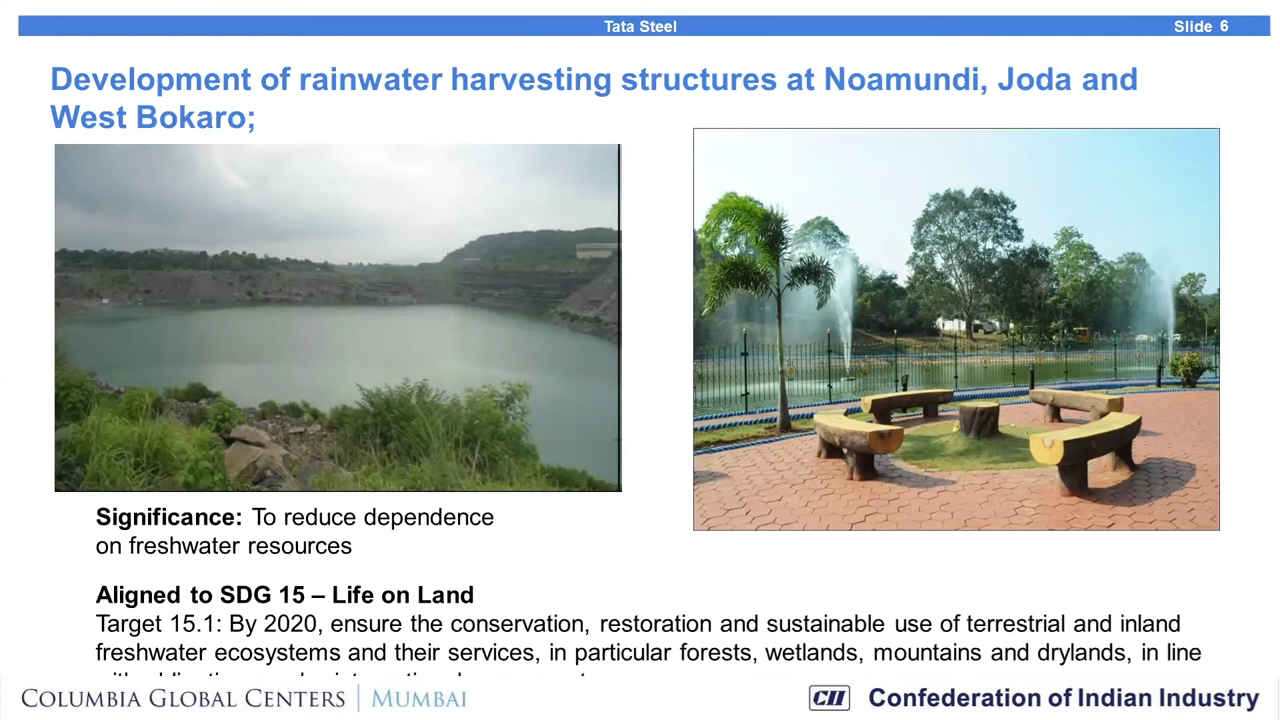 Tata Steel
Slide 6
Development of rainwater harvesting structures at Noamundi, Joda and
West Bokaro;
Significance: To reduce dependence
on freshwater resources
Aligned to SDG 15 – Life on Land
Target 15.1: By 2020, ensure the conservation, restoration and sustainable use of terrestrial and inland
freshwater ecosystems and their services, in particular forests, wetlands, mountains and drylands, in line
COLUMBIA GLOBAL CENTERS | MUMBAI
CII Confederation of Indian Industry